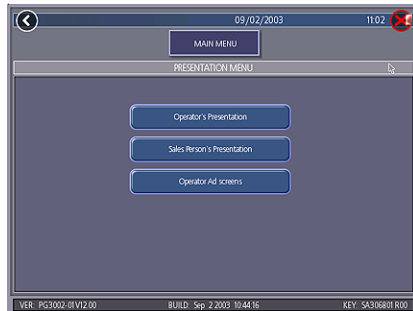 09/02/2003 11:02
MAIN MENU
PRESENTATION MENU
Operator's Presentation
Sales Person's Presentation
Operator Ad screens
VER: PG3002-01V12.00 BUILD: Sep 2 2003 10:44:16 KEY: SA306801 R00